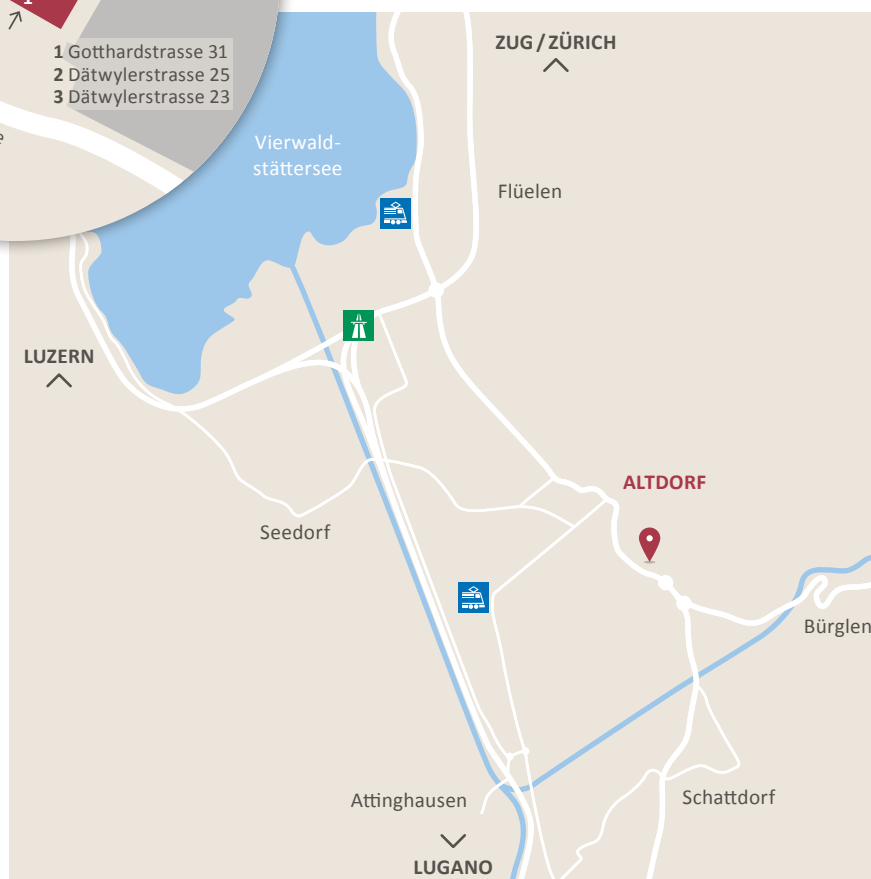 1
1 Gotthardstrasse 31
2 Dätwylerstrasse 25
3 Dätwylerstrasse 23
ZUG / ZÜRICH
Vierwald-
stättersee
Flüelen
LUZERN
ALTDORF
Seedorf
Bürglen
Attinghausen
Schattdorf
LUGANO